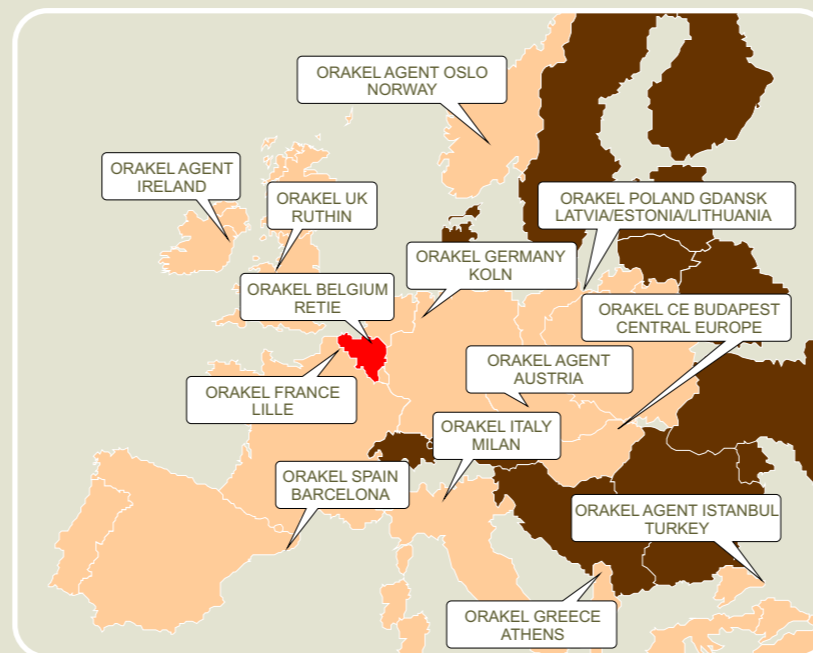 ORAKEL AGENT OSLO
NORWAY
ORAKEL AGENT
IRELAND
ORAKEL UK
RUTHIN
ORAKEL POLAND GDANSK
LATVIA/ESTONIA/LITHUANIA
ORAKEL GERMANY
KOLN
ORAKEL BELGIUM
RETIE
ORAKEL CE BUDAPEST
CENTRAL EUROPE
ORAKEL AGENT
AUSTRIA
ORAKEL FRANCE
LILLE
ORAKEL ITALY
MILAN
ORAKEL SPAIN
BARCELONA
ORAKEL AGENT ISTANBUL
TURKEY
ORAKEL GREECE
ATHENS